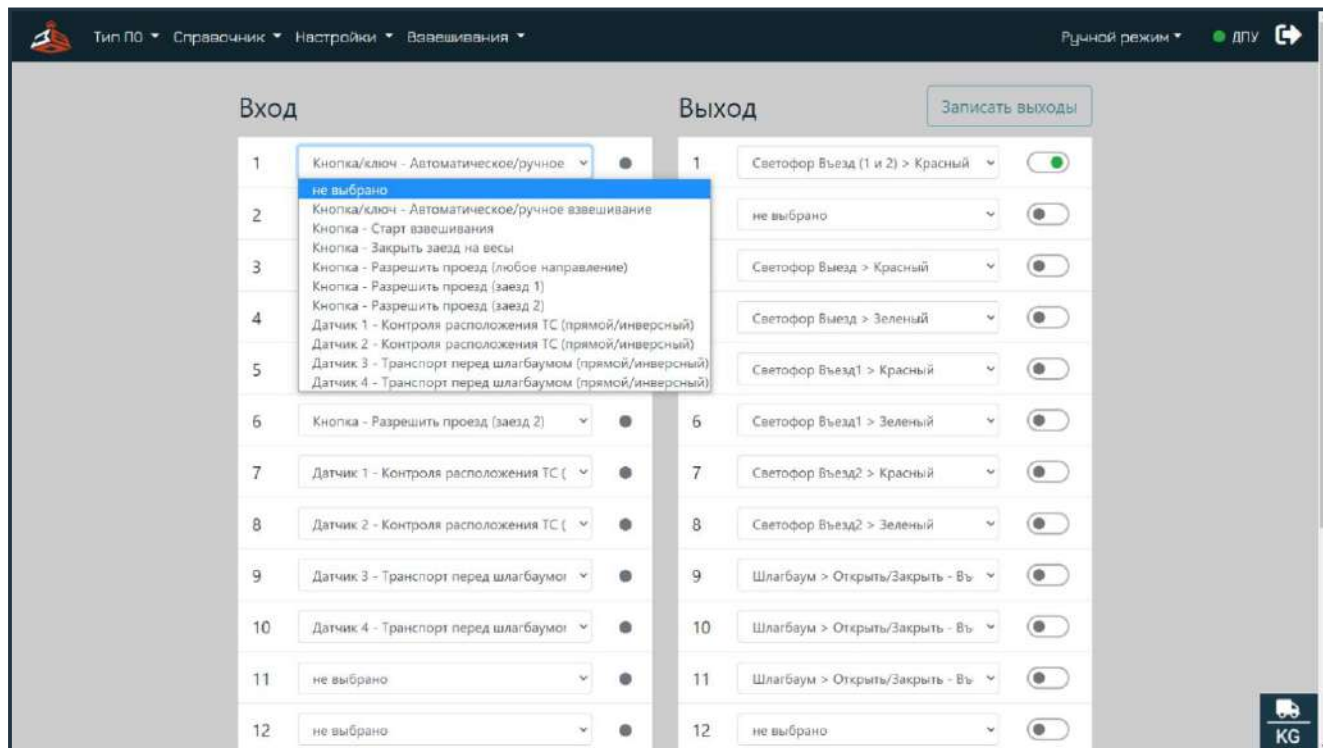 Тип ПО Справочник Настройки Взвешивания Ручной режим ДПУ
Вход Выход Записать выходы
1 Кнопка/ключ - Автоматическое/ручное 1 Светофор Въезд (1 и 2) > Красный
не выбрано
Кнопка/ключ - Автоматическое/ручное взвешивание
2 не выбрано
Кнопка - Старт взвешивания
Кнопка - Закрыть заезд на весы
3 Кнопка - Разрешить проезд (любое направление) Светофор Выезд > Красный
Кнопка - Разрешить проезд (заезд 1)
Кнопка - Разрешить проезд (заезд 2)
4 Датчик 1 - Контроля расположения ТС (прямой/инверсный) Светофор Выезд > Зеленый
Датчик 2 - Контроля расположения ТС (прямой/инверсный)
5 Датчик 3 - Транспорт перед шлагбаумом (прямой/инверсный) Светофор Въезд1 > Красный
Датчик 4 - Транспорт перед шлагбаумом (прямой/инверсный)
6 Кнопка - Разрешить проезд (заезд 2) 6 Светофор Въезд1 > Зеленый
7 Датчик 1 - Контроля расположения ТС ( 7 Светофор Въезд2 > Красный
8 Датчик 2 - Контроля расположения ТС ( 8 Светофор Въезд2 > Зеленый
9 Датчик 3 - Транспорт перед шлагбаумо 9 Шлагбаум > Открыть/Закрыть - Въ
10 Датчик 4 - Транспорт перед шлагбаумо 10 Шлагбаум > Открыть/Закрыть - Въ
11 не выбрано 11 Шлагбаум > Открыть/Закрыть - Въ
12 не выбрано 12 не выбрано
KG